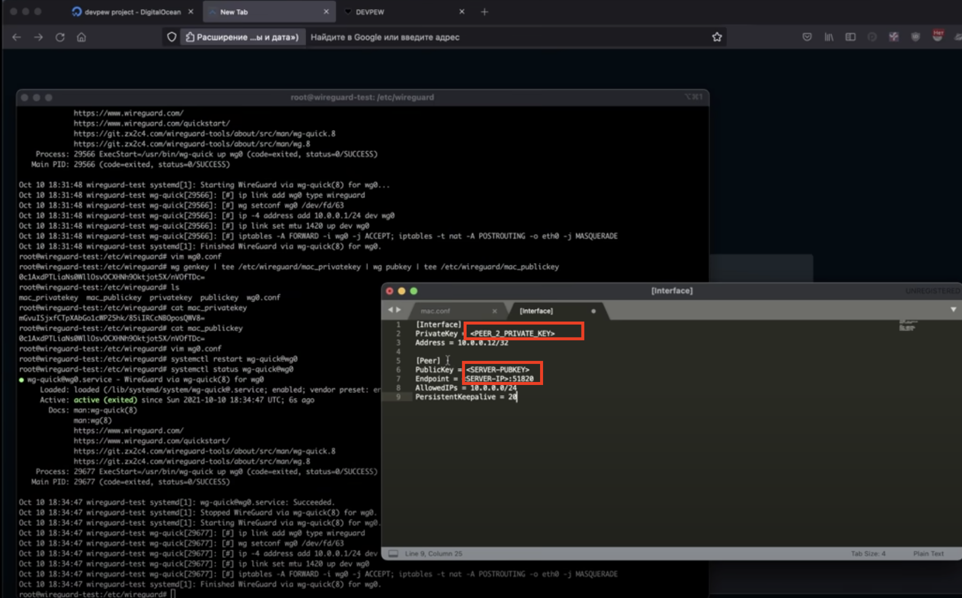 devpew project - DigitalOcean
New Tab
DEVPEW
Расширение ...ы и дата»)
Найдите в Google или введите адрес
root@wireguard-test: /etc/wireguard
https://www.wireguard.com/
https://www.wireguard.com/quickstart/
https://git.zx2c4.com/wireguard-tools/about/src/man/wg-quick.8
https://git.zx2c4.com/wireguard-tools/about/src/man/wg.8
Process: 29566 ExecStart=/usr/bin/wg-quick up wg0 (code=exited, status=0/SUCCESS)
Main PID: 29566 (code=exited, status=0/SUCCESS)
Oct 10 18:31:48 wireguard-test systemd[1]: Starting WireGuard via wg-quick(8) for wg0...
Oct 10 18:31:48 wireguard-test wg-quick[29566]: [#] ip link add wg0 type wireguard
Oct 10 18:31:48 wireguard-test wg-quick[29566]: [#] wg setconf wg0 /dev/fd/63
Oct 10 18:31:48 wireguard-test wg-quick[29566]: [#] ip -4 address add 10.0.0.1/24 dev wg0
Oct 10 18:31:48 wireguard-test wg-quick[29566]: [#] ip link set mtu 1420 up dev wg0
Oct 10 18:31:48 wireguard-test wg-quick[29566]: [#] iptables -A FORWARD -i wg0 -j ACCEPT; iptables -t nat -A POSTROUTING -o eth0 -j MASQUERADE
Oct 10 18:31:48 wireguard-test systemd[1]: Finished WireGuard via wg-quick(8) for wg0.
root@wireguard-test:/etc/wireguard# vim wg0.conf
root@wireguard-test:/etc/wireguard# wg genkey | tee /etc/wireguard/mac_privatekey | wg pubkey | tee /etc/wireguard/mac_publickey
root@wireguard-test:/etc/wireguard# ls
mac_privatekey mac_publickey privatekey publickey wg0.conf
root@wireguard-test:/etc/wireguard# cat mac_privatekey
root@wireguard-test:/etc/wireguard# cat mac_publickey
root@wireguard-test:/etc/wireguard# vim wg0.conf
root@wireguard-test:/etc/wireguard# systemctl restart wg-quick@wg0
root@wireguard-test:/etc/wireguard# systemctl status wg-quick@wg0
● wg-quick@wg0.service - WireGuard via wg-quick(8) for wg0
Loaded: loaded (/lib/systemd/system/wg-quick@.service; enabled; vendor preset: en
Active: active (exited) since Sun 2021-10-10 18:34:47 UTC; 6s ago
Docs: man:wg-quick(8)
man:wg(8)
https://www.wireguard.com/
https://www.wireguard.com/quickstart/
https://git.zx2c4.com/wireguard-tools/about/src/man/wg-quick.8
https://git.zx2c4.com/wireguard-tools/about/src/man/wg.8
Process: 29677 ExecStart=/usr/bin/wg-quick up wg0 (code=exited, status=0/SUCCESS)
Main PID: 29677 (code=exited, status=0/SUCCESS)
Oct 10 18:34:47 wireguard-test systemd[1]: wg-quick@wg0.service: Succeeded.
Oct 10 18:34:47 wireguard-test systemd[1]: Stopped WireGuard via wg-quick(8) for wg0.
Oct 10 18:34:47 wireguard-test systemd[1]: Starting WireGuard via wg-quick(8) for wg0.
Oct 10 18:34:47 wireguard-test wg-quick[29677]: [#] ip link add wg0 type wireguard
Oct 10 18:34:47 wireguard-test wg-quick[29677]: [#] wg setconf wg0 /dev/fd/63
Oct 10 18:34:47 wireguard-test wg-quick[29677]: [#] ip -4 address add 10.0.0.1/24 dev
Oct 10 18:34:47 wireguard-test wg-quick[29677]: [#] ip link set mtu 1420 up dev wg0
Oct 10 18:34:47 wireguard-test wg-quick[29677]: [#] iptables -A FORWARD -i wg0 -j ACCEPT; iptables -t nat -A POSTROUTING -o eth0 -j MASQUERADE
Oct 10 18:34:47 wireguard-test systemd[1]: Finished WireGuard via wg-quick(8) for wg0.
root@wireguard-test:/etc/wireguard#
[Interface]
UNREGISTERED
mac.conf
[Interface]
1 [Interface]
2 PrivateKey = <PEER_2_PRIVATE_KEY>
3 Address = 10.0.0.12/32
4
5 [Peer]
6 PublicKey = <SERVER-PUBKEY>
7 Endpoint = <SERVER-IP>:51820
8 AllowedIPs = 10.0.0.0/24
9 PersistentKeepalive = 20
Line 9, Column 25
Tab Size: 4
Plain Text